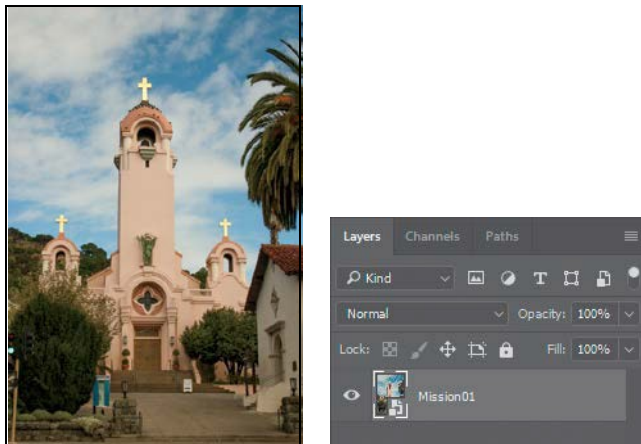 Layers Channels Paths
Kind
Normal Opacity: 100%
Lock: Fill: 100%
Mission01